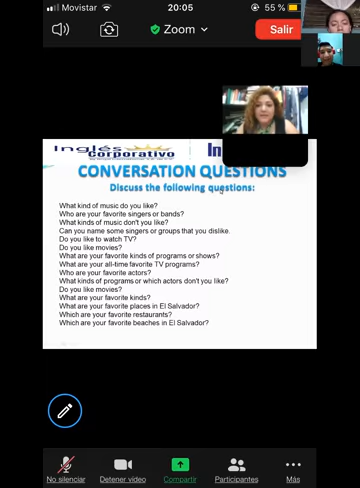 Movistar
20:05
55 %
Zoom
Salir
Inglés
Corporativo
In
CONVERSATION QUESTIONS
Discuss the following questions:
What kind of music do you like?
Who are your favorite singers or bands?
What kinds of music don't you like?
Can you name some singers or groups that you dislike.
Do you like to watch TV?
Do you like movies?
What are your favorite kinds of programs or shows?
What are your all-time favorite TV programs?
Who are your favorite actors?
What kinds of programs or which actors don't you like?
Do you like movies?
What are your favorite kinds?
What are your favorite places in El Salvador?
Which are your favorite restaurants?
Which are your favorite beaches in El Salvador?
No silenciar
Detener video
Compartir
Participantes
Más